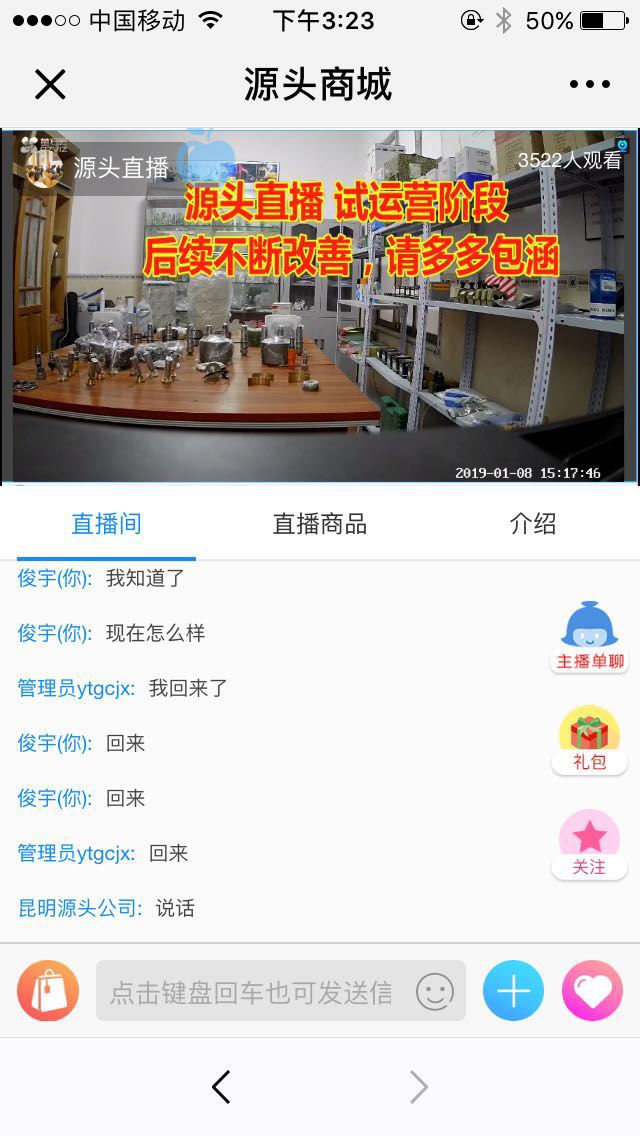 中国移动
下午3:23
50%
源头商城
源头直播
3522人观看
源头直播 试运营阶段
后续不断改善，请多多包涵
2019-01-08 15:17:46
直播间
直播商品
介绍
俊宇(你): 我知道了
俊宇(你): 现在怎么样
主播单聊
管理员ytgcjx: 我回来了
俊宇(你): 回来
礼包
俊宇(你): 回来
管理员ytgcjx: 回来
关注
昆明源头公司: 说话
点击键盘回车也可发送信